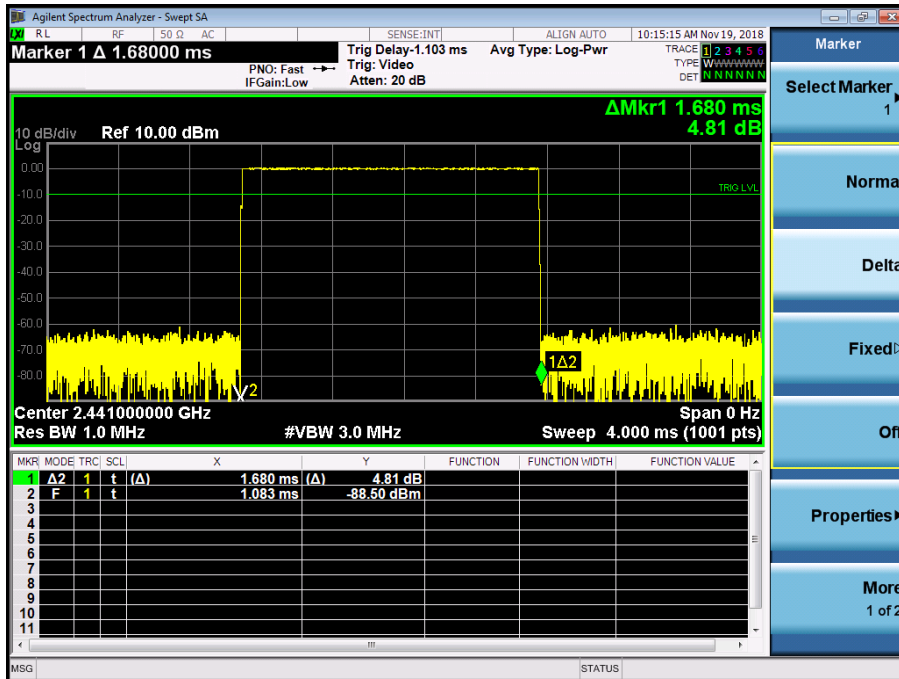 Agilent Spectrum Analyzer - Swept SA
LXI RL RF 50 Ω AC SENSE:INT ALIGN AUTO 10:15:15 AM Nov 19, 2018
Marker 1 Δ 1.68000 ms
PNO: Fast
IFGain:Low
Trig Delay-1.103 ms
Trig: Video
Atten: 20 dB
Avg Type: Log-Pwr
TRACE 1 2 3 4 5 6
TYPE WWWWWWW
DET N N N N N N
ΔMkr1 1.680 ms
4.81 dB
10 dB/div Ref 10.00 dBm
Log
0.00
-10.0
TRIG LVL
-20.0
-30.0
-40.0
-50.0
-60.0
-70.0
1Δ2
-80.0
2
Center 2.441000000 GHz Span 0 Hz
Res BW 1.0 MHz #VBW 3.0 MHz Sweep 4.000 ms (1001 pts)
MKR MODE TRC SCL X Y FUNCTION FUNCTION WIDTH FUNCTION VALUE
1 Δ2 1 t (Δ) 1.680 ms (Δ) 4.81 dB
2 F 1 t 1.083 ms -88.50 dBm
3
4
5
6
7
8
9
10
11
MSG STATUS
Marker
Select Marker
1
Norma
Delta
Fixed
Of
Properties
More
1 of 2